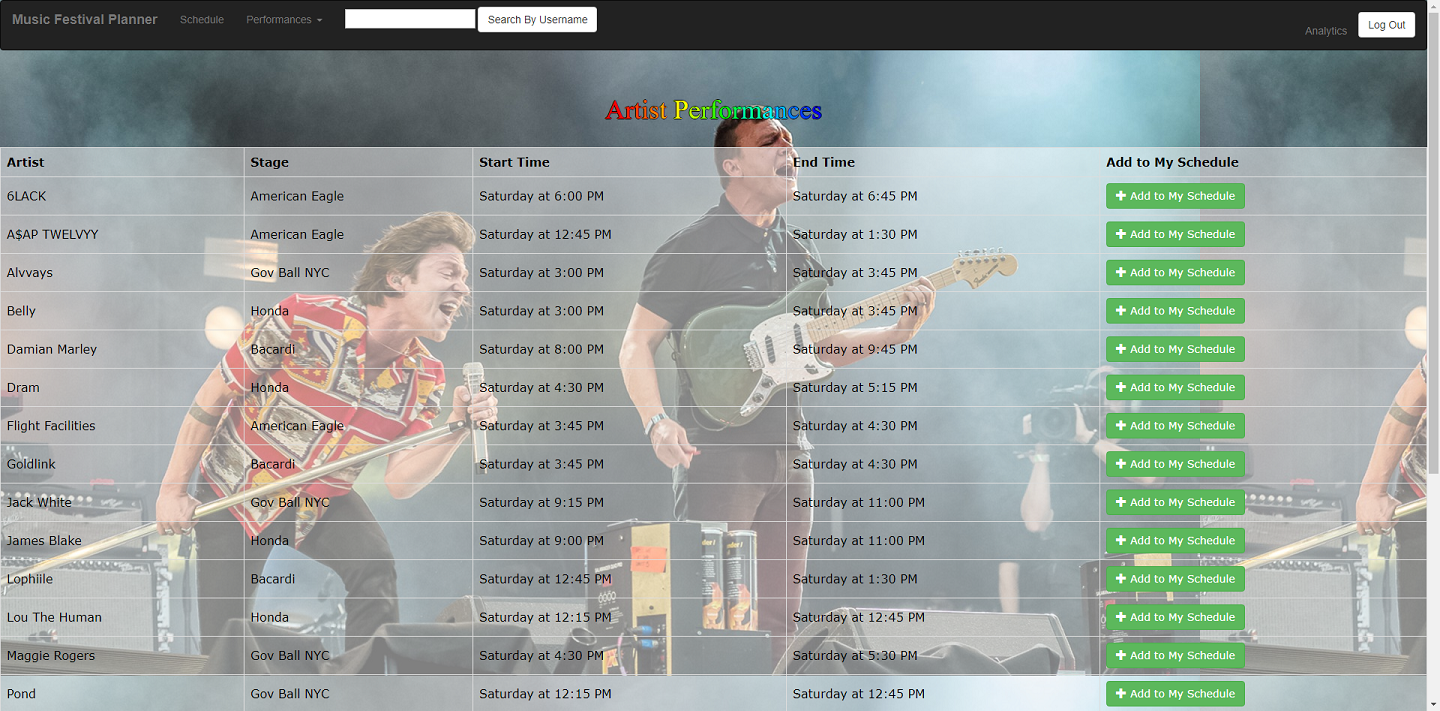 Music Festival Planner Schedule Performances Search By Username Analytics Log Out
Artist Performances
Artist Stage Start Time End Time Add to My Schedule
6LACK American Eagle Saturday at 6:00 PM Saturday at 6:45 PM Add to My Schedule
A$AP TWELVYY American Eagle Saturday at 12:45 PM Saturday at 1:30 PM Add to My Schedule
Alvvays Gov Ball NYC Saturday at 3:00 PM Saturday at 3:45 PM Add to My Schedule
Belly Honda Saturday at 3:00 PM Saturday at 3:45 PM Add to My Schedule
Damian Marley Bacardi Saturday at 8:00 PM Saturday at 9:45 PM Add to My Schedule
Dram Honda Saturday at 4:30 PM Saturday at 5:15 PM Add to My Schedule
Flight Facilities American Eagle Saturday at 3:45 PM Saturday at 4:30 PM Add to My Schedule
Goldlink Bacardi Saturday at 3:45 PM Saturday at 4:30 PM Add to My Schedule
Jack White Gov Ball NYC Saturday at 9:15 PM Saturday at 11:00 PM Add to My Schedule
James Blake Honda Saturday at 9:00 PM Saturday at 11:00 PM Add to My Schedule
Lophiile Bacardi Saturday at 12:45 PM Saturday at 1:30 PM Add to My Schedule
Lou The Human Honda Saturday at 12:15 PM Saturday at 12:45 PM Add to My Schedule
Maggie Rogers Gov Ball NYC Saturday at 4:30 PM Saturday at 5:30 PM Add to My Schedule
Pond Gov Ball NYC Saturday at 12:15 PM Saturday at 12:45 PM Add to My Schedule